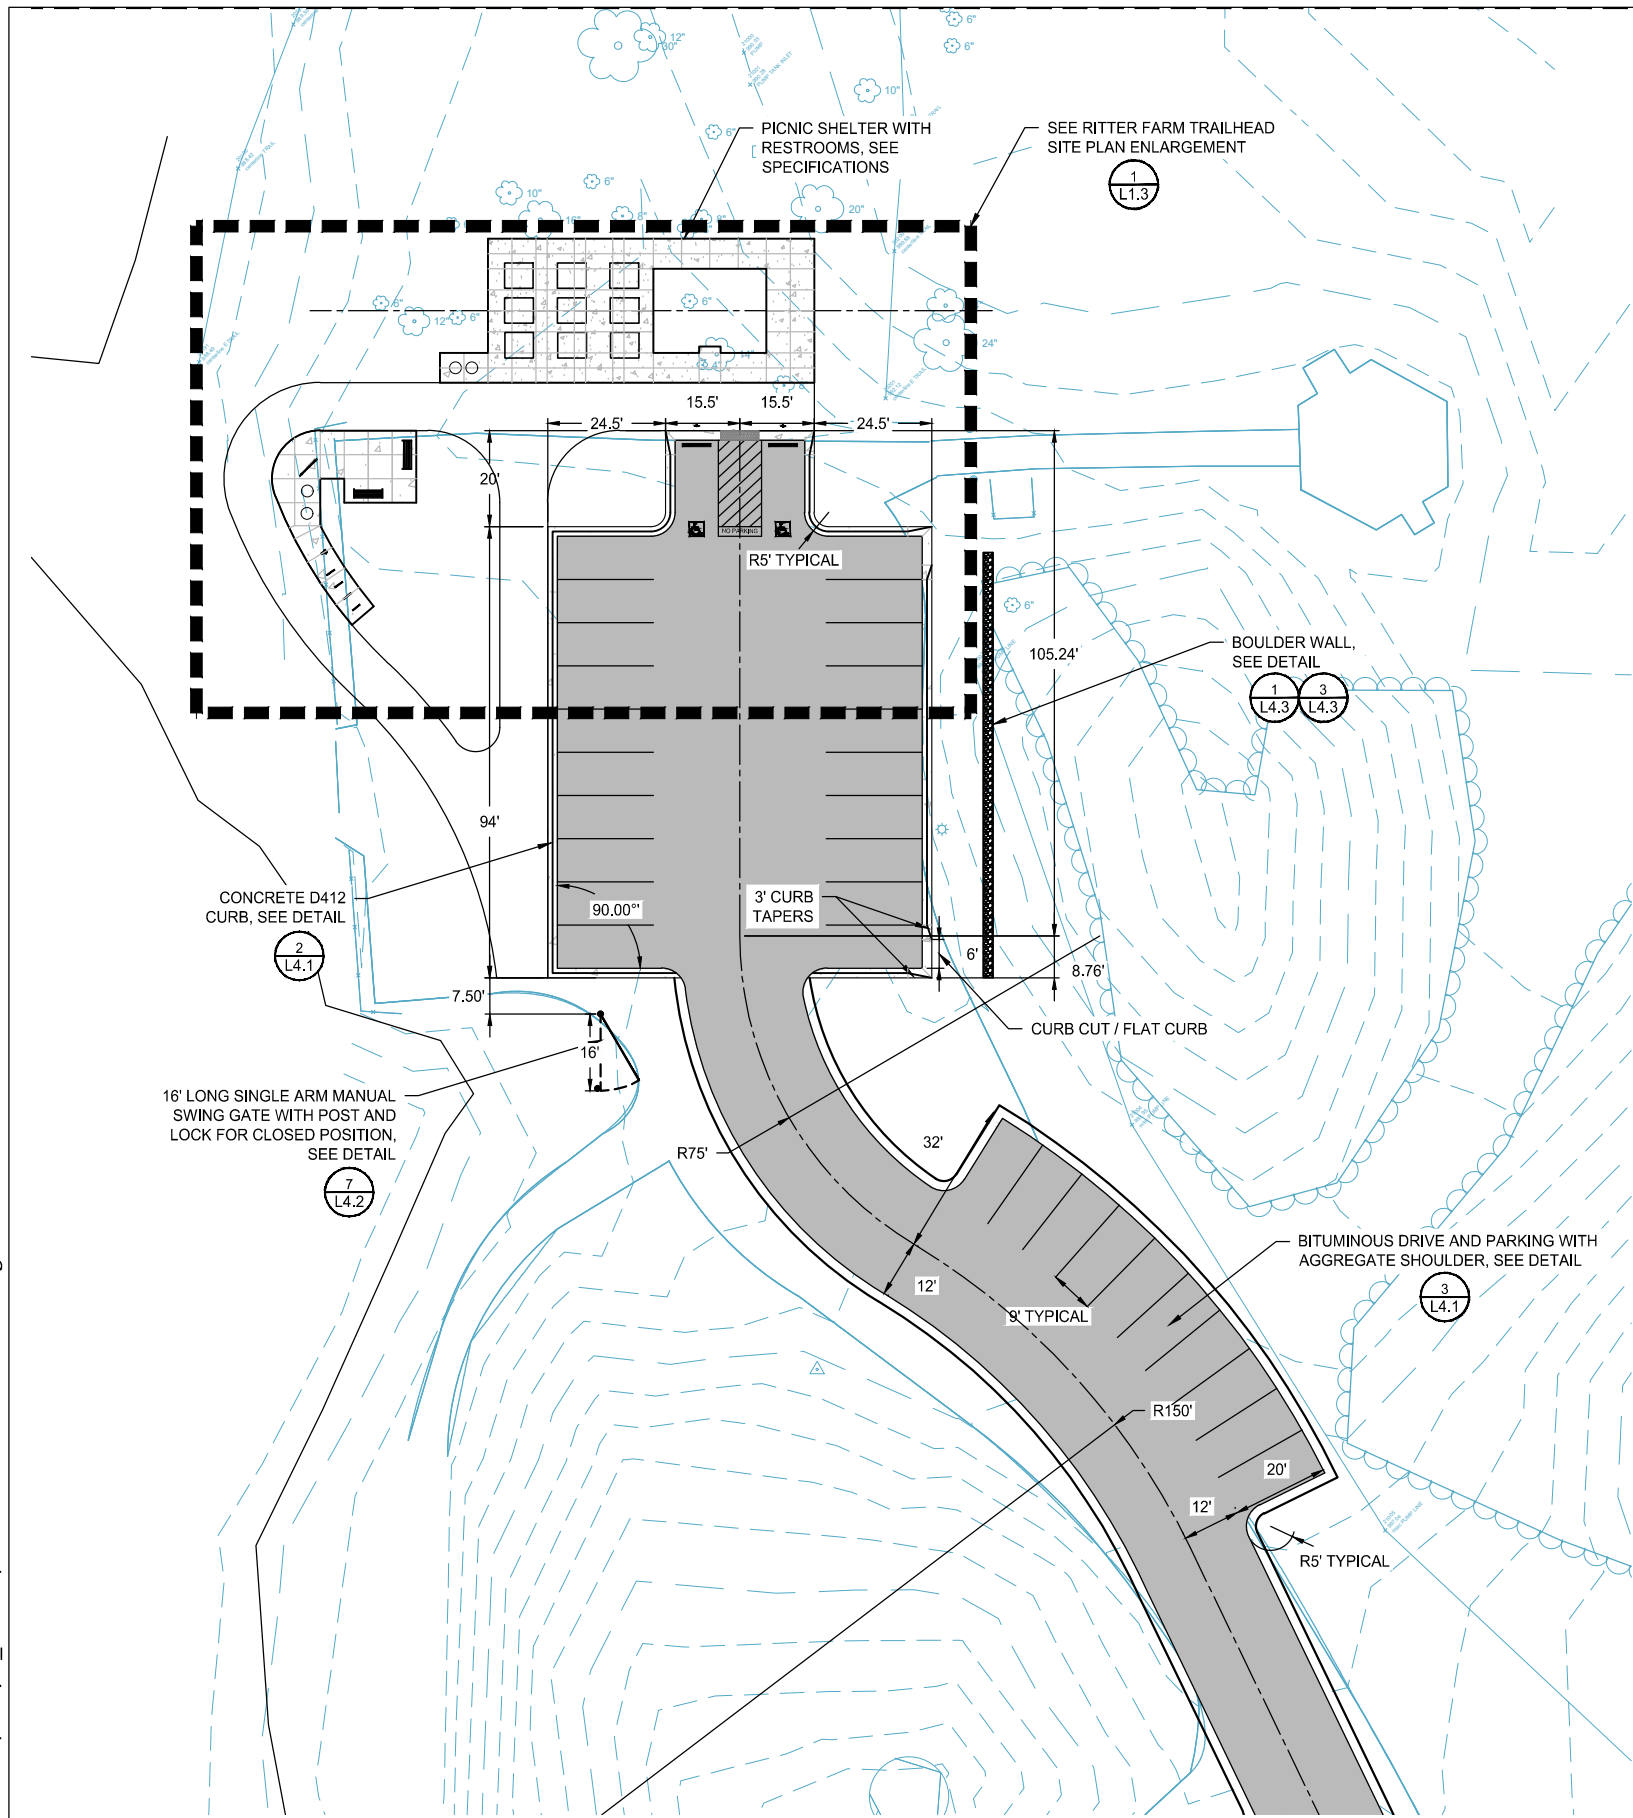 12"
30"
6"
6"
10"
PICNIC SHELTER WITH
RESTROOMS, SEE
SPECIFICATIONS
SEE RITTER FARM TRAILHEAD
SITE PLAN ENLARGEMENT
1
L1.3
6"
6"
10"
16"
8"
8"
20"
6"
12"
6"
6"
24"
15.5'
15.5'
24.5'
24.5'
20'
NO PARKING
R5' TYPICAL
6"
105.24'
BOULDER WALL,
SEE DETAIL
1
L4.3
3
L4.3
94'
CONCRETE D412
CURB, SEE DETAIL
2
L4.1
90.00°'
3' CURB
TAPERS
6'
8.76'
7.50'
CURB CUT / FLAT CURB
16'
16' LONG SINGLE ARM MANUAL
SWING GATE WITH POST AND
LOCK FOR CLOSED POSITION,
SEE DETAIL
7
L4.2
R75'
32'
BITUMINOUS DRIVE AND PARKING WITH
AGGREGATE SHOULDER, SEE DETAIL
3
L4.1
12'
9' TYPICAL
R150'
20'
12'
R5' TYPICAL